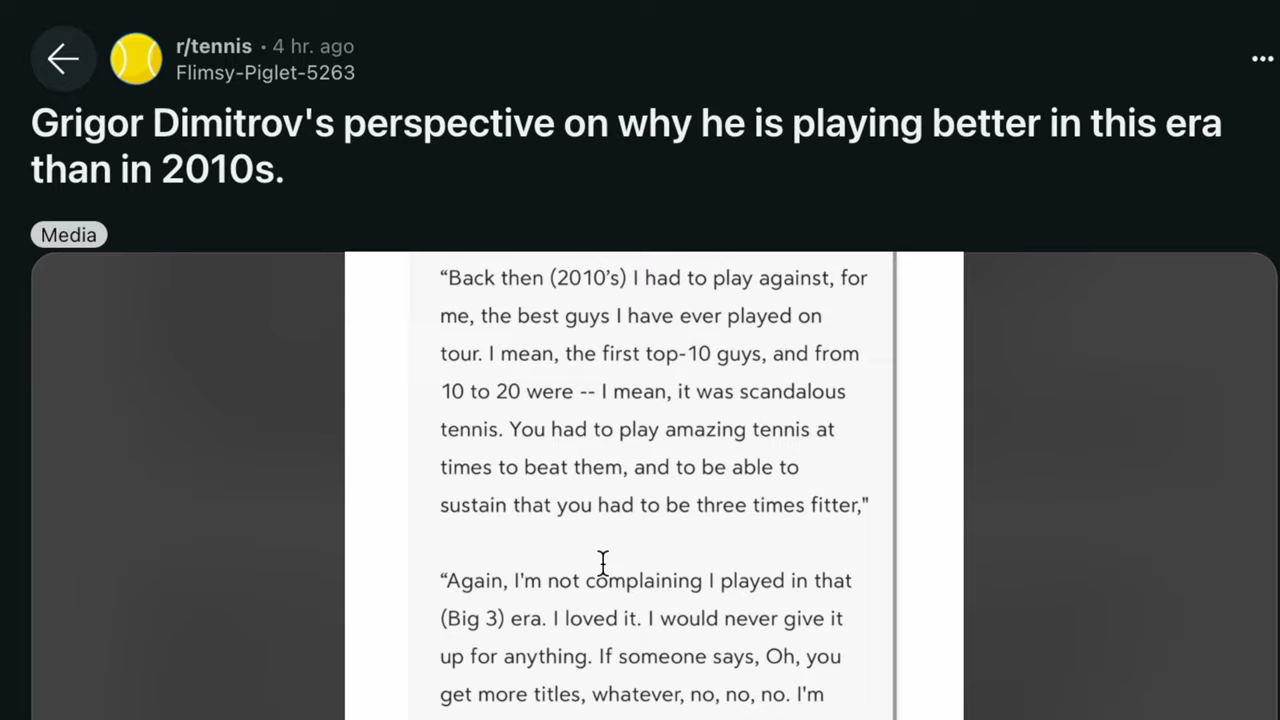 r/tennis • 4 hr. ago
Flimsy-Piglet-5263
Grigor Dimitrov's perspective on why he is playing better in this era
than in 2010s.
Media
“Back then (2010’s) I had to play against, for
me, the best guys I have ever played on
tour. I mean, the first top-10 guys, and from
10 to 20 were -- I mean, it was scandalous
tennis. You had to play amazing tennis at
times to beat them, and to be able to
sustain that you had to be three times fitter,"
“Again, I'm not complaining I played in that
(Big 3) era. I loved it. I would never give it
up for anything. If someone says, Oh, you
get more titles, whatever, no, no, no. I'm